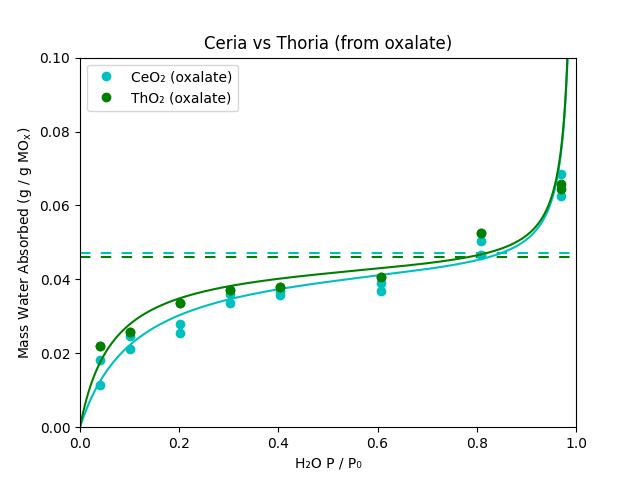 Ceria vs Thoria (from oxalate)
CeO₂ (oxalate)
ThO₂ (oxalate)
Mass Water Absorbed (g / g MOₓ)
0.10
0.08
0.06
0.04
0.02
0.00
0.0 0.2 0.4 0.6 0.8 1.0
H₂O P / P₀